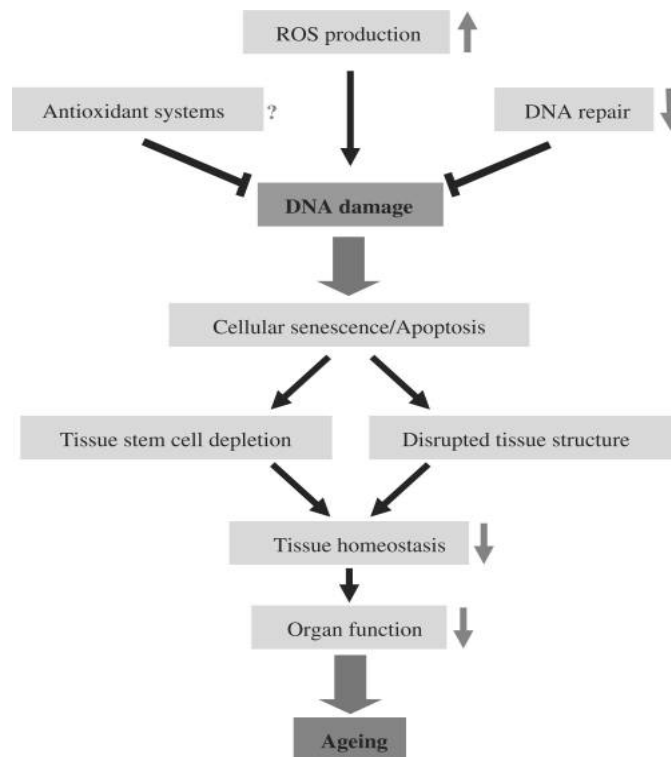 ROS production
Antioxidant systems ?
DNA repair
DNA damage
Cellular senescence/Apoptosis
Tissue stem cell depletion
Disrupted tissue structure
Tissue homeostasis
Organ function
Ageing